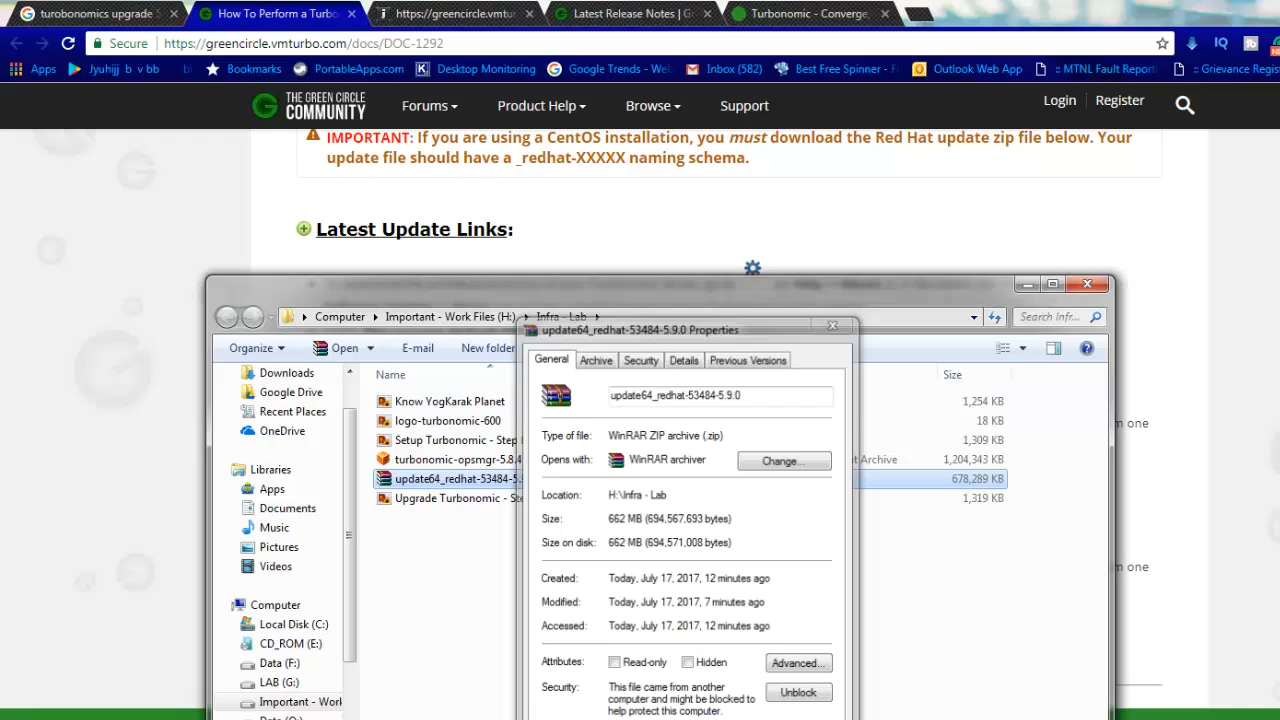 turobonomics upgrade 5
How To Perform a Turbo
https://greencircle.vmtur
Latest Release Notes | G
Turbonomic - Converge
Secure
https://greencircle.vmturbo.com/docs/DOC-1292
Apps
Jyuhijj b v bb
Bookmarks
PortableApps.com
Desktop Monitoring
Google Trends - Web
Inbox (582)
Best Free Spinner - F
Outlook Web App
:: MTNL Fault Report
:: Grievance Regist
THE GREEN CIRCLE
COMMUNITY
Forums
Product Help
Browse
Support
Login
Register
IMPORTANT: If you are using a CentOS installation, you must download the Red Hat update zip file below. Your
update file should have a _redhat-XXXXX naming schema.
Latest Update Links:
Computer
Important - Work Files (H:)
Infra - Lab
Search Infra...
update64_redhat-53484-5.9.0 Properties
Organize
Open
E-mail
New folder
General
Archive
Security
Details
Previous Versions
Name
Size
Downloads
Google Drive
Recent Places
OneDrive
Libraries
Apps
Documents
Music
Pictures
Videos
Computer
Local Disk (C:)
CD_ROM (E:)
Data (F:)
LAB (G:)
Important - Work
Know YogKarak Planet
1,254 KB
logo-turbonomic-600
18 KB
Setup Turbonomic - Step
1,309 KB
turbonomic-opsmgr-5.8.4
t Archive
1,204,343 KB
update64_redhat-53484-5.9
678,289 KB
Upgrade Turbonomic - Ste
1,319 KB
update64_redhat-53484-5.9.0
Type of file:
WinRAR ZIP archive (.zip)
Opens with:
WinRAR archiver
Change...
Location:
H:\Infra - Lab
Size:
662 MB (694,567,693 bytes)
Size on disk:
662 MB (694,571,008 bytes)
Created:
Today, July 17, 2017, 12 minutes ago
Modified:
Today, July 17, 2017, 7 minutes ago
Accessed:
Today, July 17, 2017, 12 minutes ago
Attributes:
Read-only
Hidden
Advanced...
Security:
This file came from another
computer and might be blocked to
help protect this computer.
Unblock
m one
m one